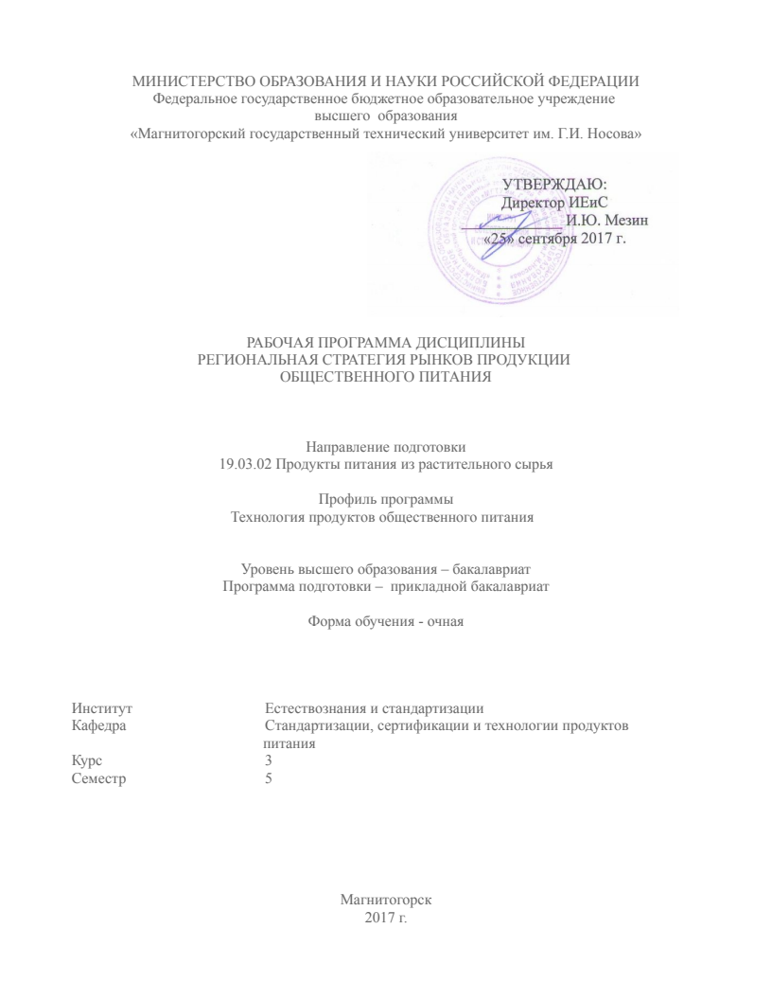 МИНИСТЕРСТВО ОБРАЗОВАНИЯ И НАУКИ РОССИЙСКОЙ ФЕДЕРАЦИИ
Федеральное государственное бюджетное образовательное учреждение
высшего образования
«Магнитогорский государственный технический университет им. Г.И. Носова»
УТВЕРЖДАЮ:
Директор ИЕиС
И.Ю. Мезин
«25» сентября 2017 г.
РАБОЧАЯ ПРОГРАММА ДИСЦИПЛИНЫ
РЕГИОНАЛЬНАЯ СТРАТЕГИЯ РЫНКОВ ПРОДУКЦИИ
ОБЩЕСТВЕННОГО ПИТАНИЯ
Направление подготовки
19.03.02 Продукты питания из растительного сырья
Профиль программы
Технология продуктов общественного питания
Уровень высшего образования – бакалавриат
Программа подготовки – прикладной бакалавриат
Форма обучения - очная
Институт Естествознания и стандартизации
Кафедра Стандартизации, сертификации и технологии продуктов
питания
Курс 3
Семестр 5
Магнитогорск
2017 г.